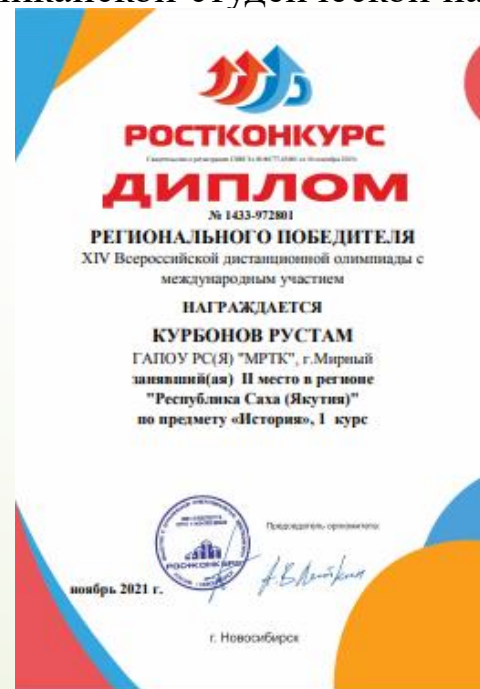 студенческой
РОСТКОНКУРС
ДИПЛОМ
№ 1433-972801
РЕГИОНАЛЬНОГО ПОБЕДИТЕЛЯ
XIV Всероссийской дистанционной олимпиады с
международным участием
НАГРАЖДАЕТСЯ
КУРБОНОВ РУСТАМ
ГАПОУ РС(Я) "МРТК", г.Мирный
занявший(ая) II место в регионе
"Республика Саха (Якутия)"
по предмету «История», 1 курс
Председатель оргкомитета:
РОСТКОНКУРС
ноябрь 2021 г.
г. Новосибирск